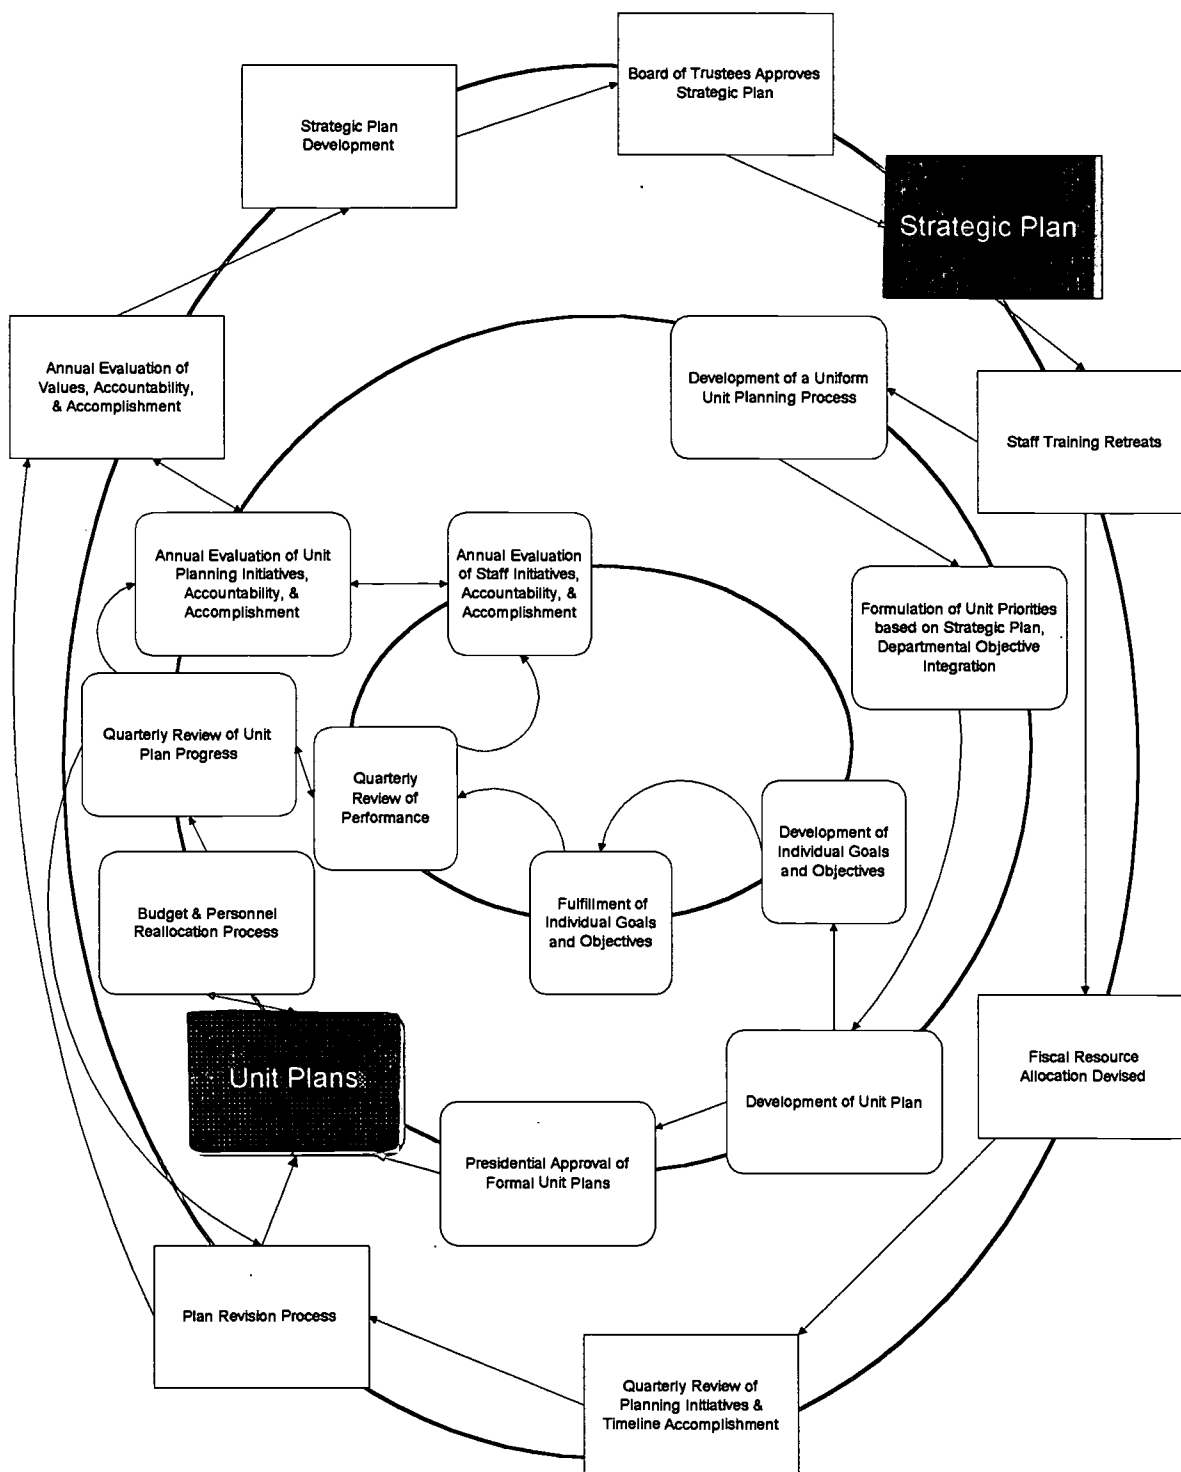 Board of Trustees Approves
Strategic Plan
Strategic Plan
Development
Strategic Plan
Annual Evaluation of
Values, Accountability,
& Accomplishment
Development of a Uniform
Unit Planning Process
Staff Training Retreats
Annual Evaluation of Unit
Planning Initiatives,
Accountability, &
Accomplishment
Annual Evaluation
of Staff Initiatives,
Accountability, &
Accomplishment
Formulation of Unit Priorities
based on Strategic Plan,
Departmental Objective
Integration
Quarterly Review of Unit
Plan Progress
Quarterly
Review of
Performance
Development of
Individual Goals
and Objectives
Fulfillment of
Individual Goals
and Objectives
Budget & Personnel
Reallocation Process
Unit Plans
Fiscal Resource
Allocation Devised
Development of Unit Plan
Presidential Approval of
Formal Unit Plans
Plan Revision Process
Quarterly Review of
Planning Initiatives &
Timeline Accomplishment